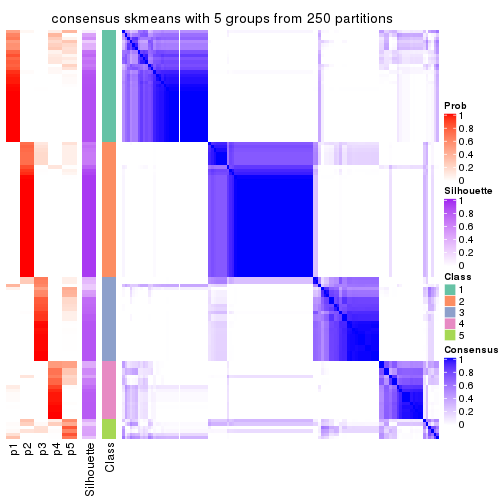 consensus skmeans with 5 groups from 250 partitions
Prob
1
0.8
0.6
0.4
0.2
0
Silhouette
1
0.8
0.6
0.4
0.2
0
Class
1
2
3
4
5
Consensus
1
0.8
0.6
0.4
0.2
0
p1
p2
p3
p4
p5
Silhouette
Class